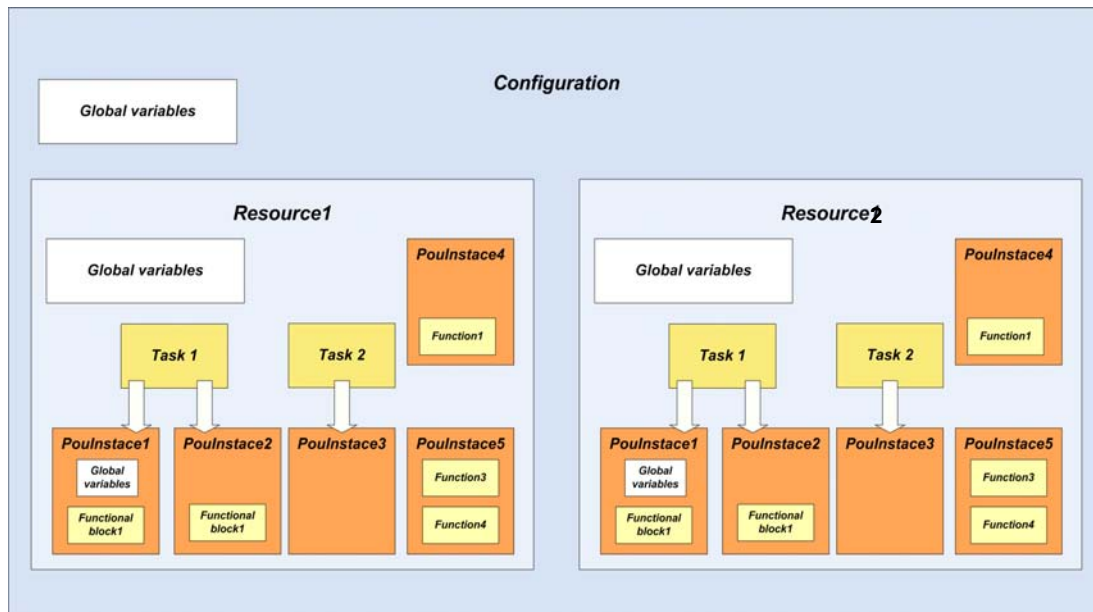 Configuration
Global variables
Resource1
Global variables
PouInstace4
Function1
Task 1
Task 2
PouInstace1
Global
variables
Functional
block1
PouInstace2
Functional
block1
PouInstace3
PouInstace5
Function3
Function4
Resource2
Global variables
PouInstace4
Function1
Task 1
Task 2
PouInstace1
Global
variables
Functional
block1
PouInstace2
Functional
block1
PouInstace3
PouInstace5
Function3
Function4